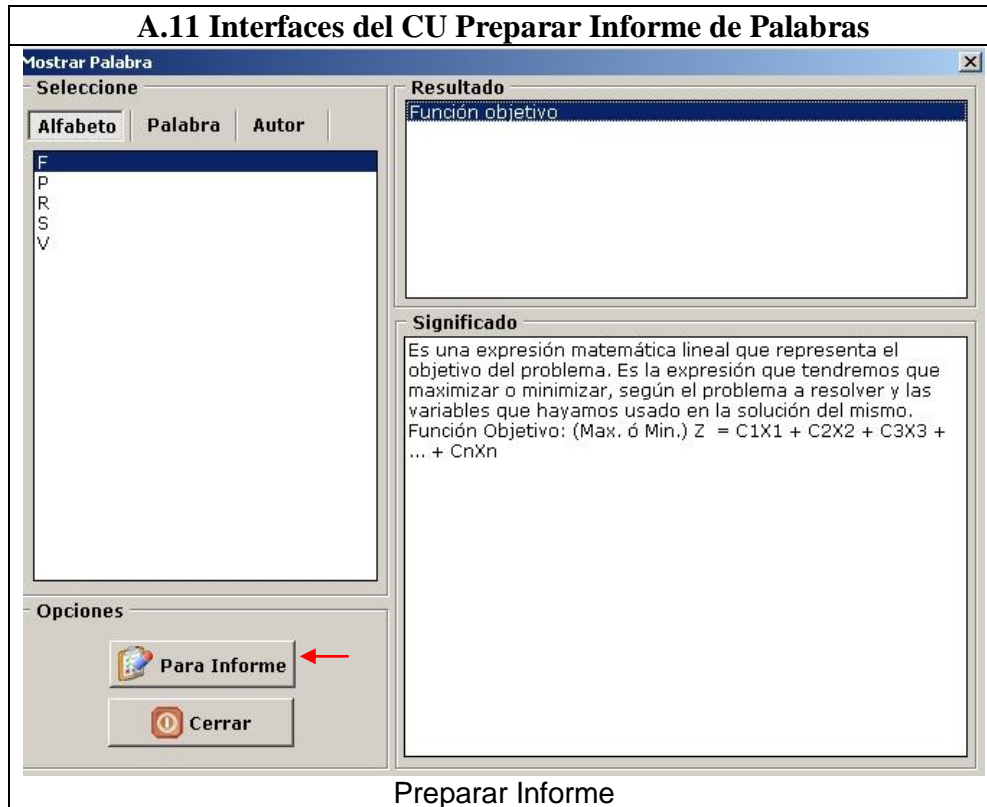 A.11 Interfaces del CU Preparar Informe de Palabras
Mostrar Palabra
Seleccione
Alfabeto Palabra Autor
F
P
R
S
V
Opciones
Para Informe
Cerrar
Resultado
Función objetivo
Significado
Es una expresión matemática lineal que representa el
objetivo del problema. Es la expresión que tendremos que
maximizar o minimizar, según el problema a resolver y las
variables que hayamos usado en la solución del mismo.
Función Objetivo: (Max. ó Min.) Z = C1X1 + C2X2 + C3X3 +
... + CnXn
Preparar Informe